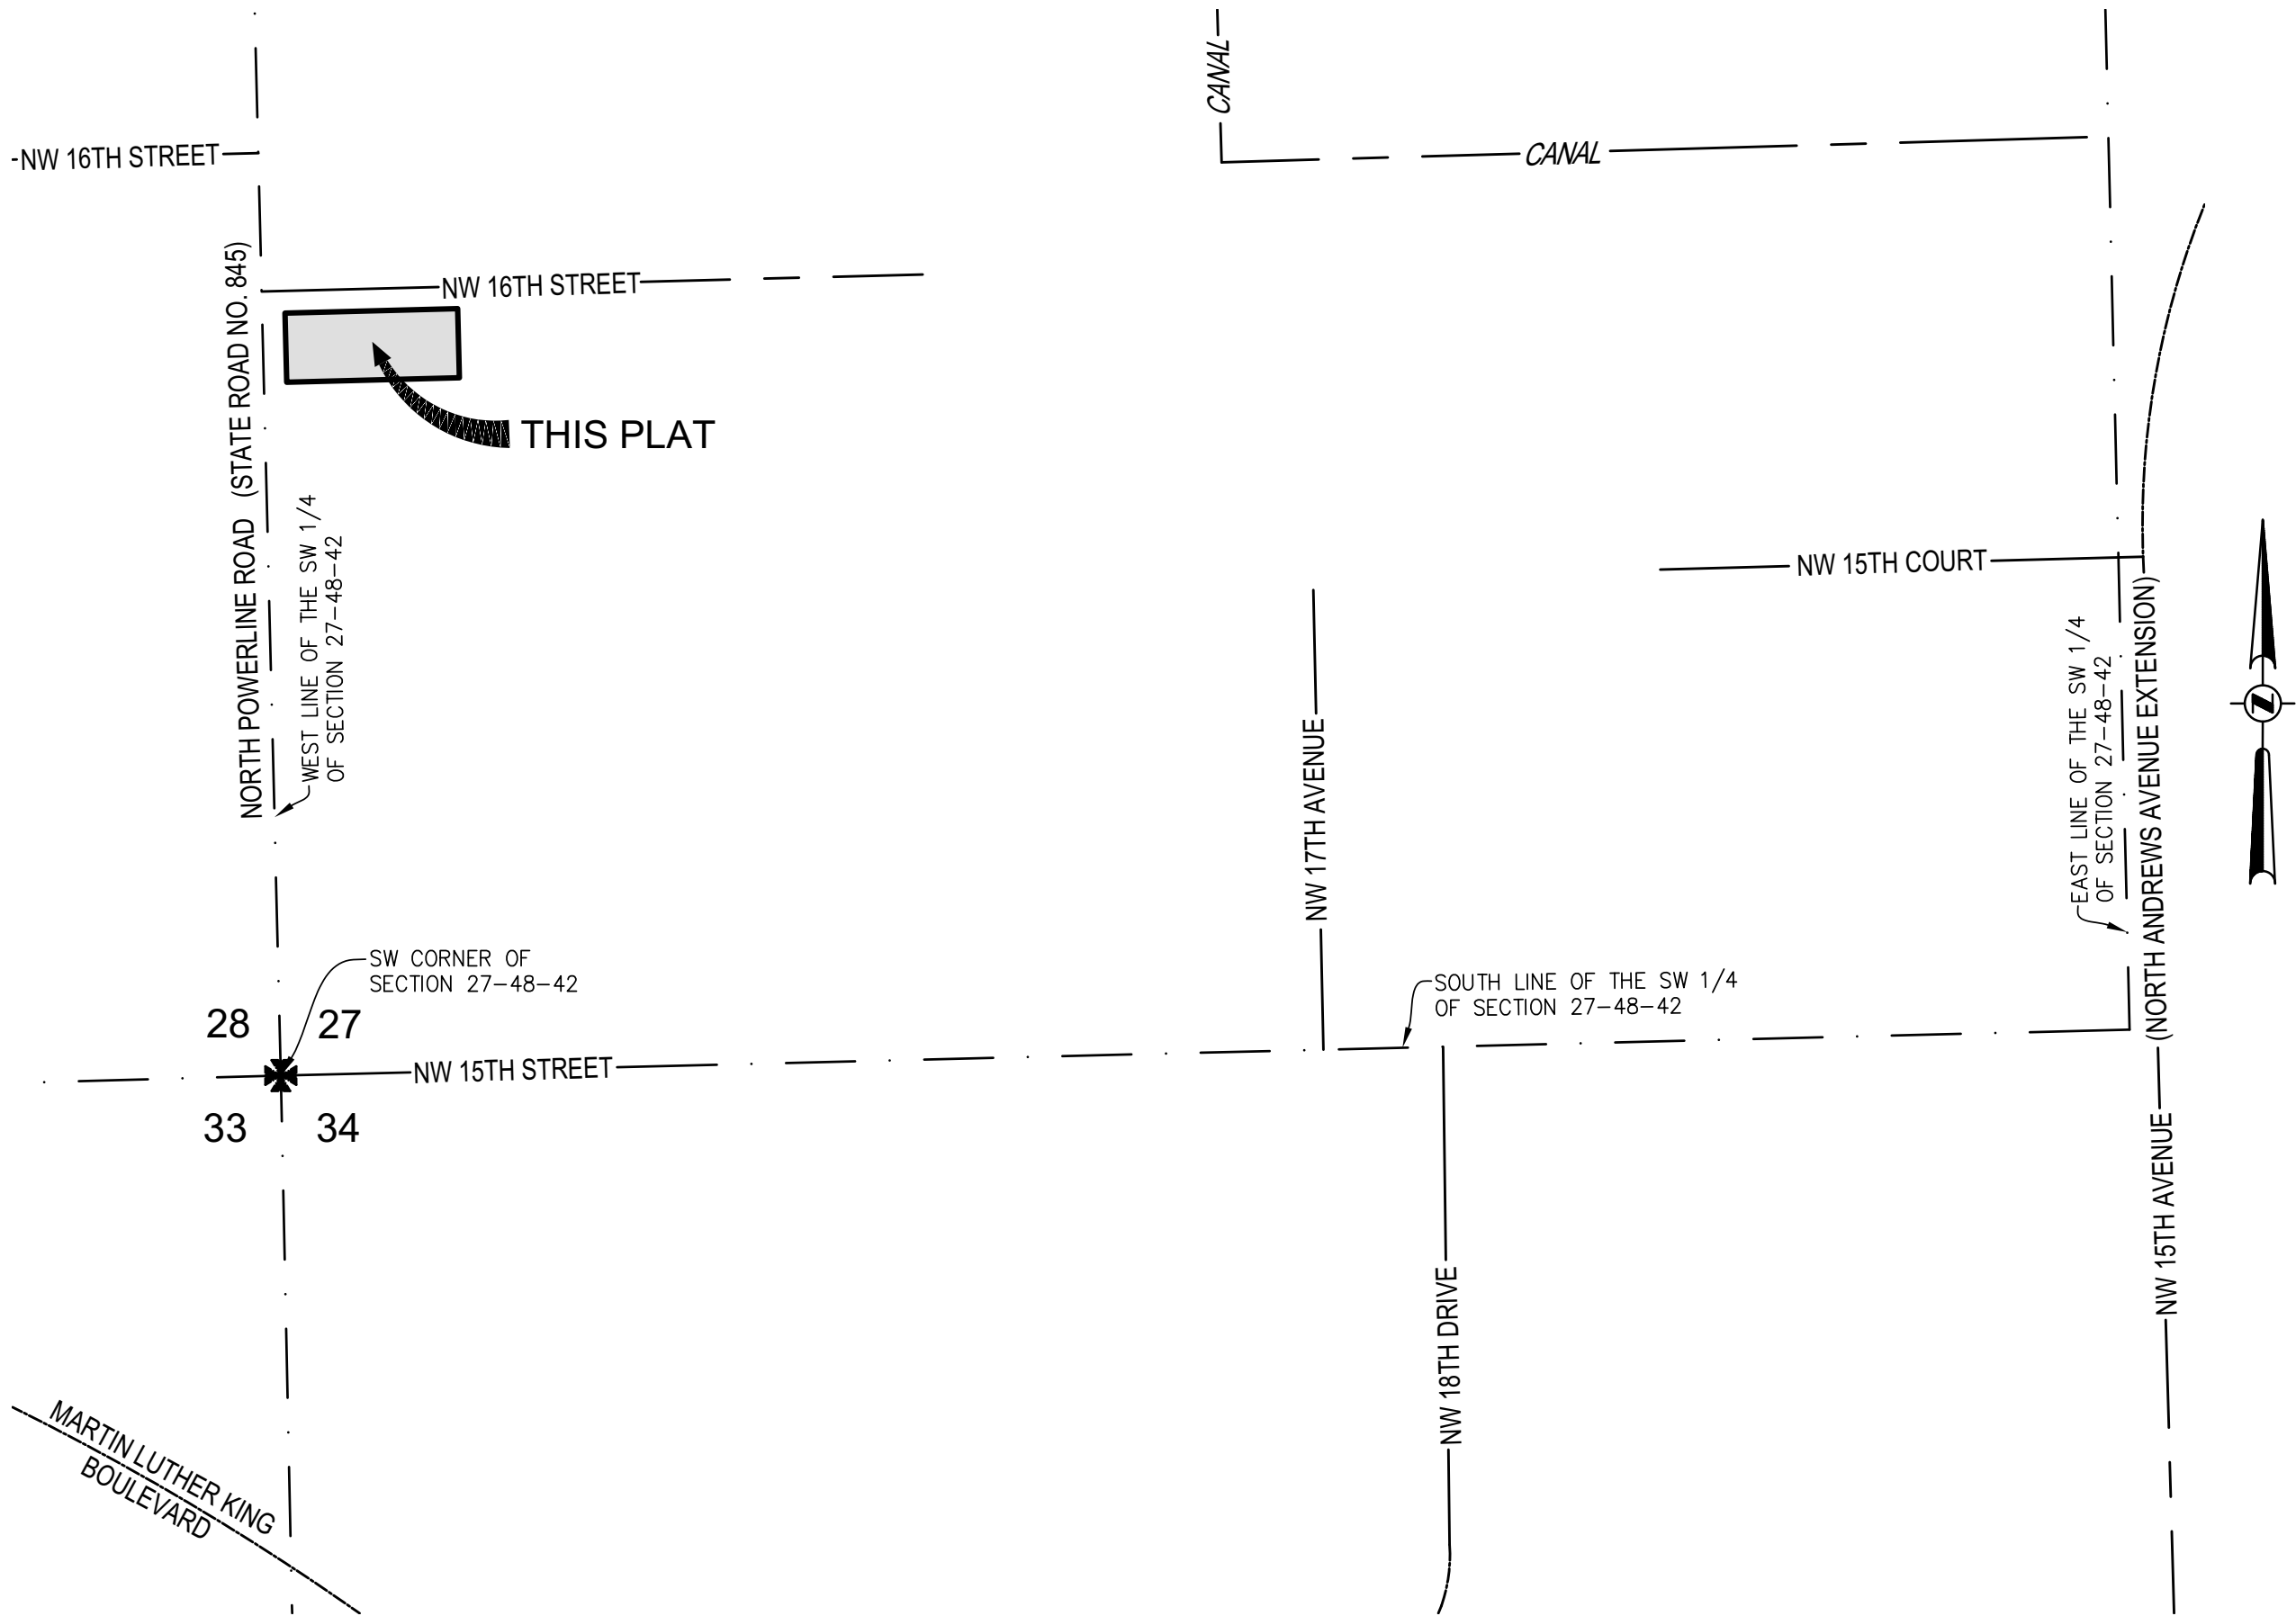 CANAL
NW 16TH STREET
CANAL
NW 16TH STREET
NORTH POWERLINE ROAD (STATE ROAD NO. 845)
THIS PLAT
WEST LINE OF THE SW 1/4
OF SECTION 27-48-42
NW 15TH COURT
NW 17TH AVENUE
EAST LINE OF THE SW 1/4
OF SECTION 27-48-42
(NORTH ANDREWS AVENUE EXTENSION)
N
SW CORNER OF
SECTION 27-48-42
SOUTH LINE OF THE SW 1/4
OF SECTION 27-48-42
28
27
NW 15TH STREET
33
34
NW 15TH AVENUE
NW 18TH DRIVE
MARTIN LUTHER KING
BOULEVARD